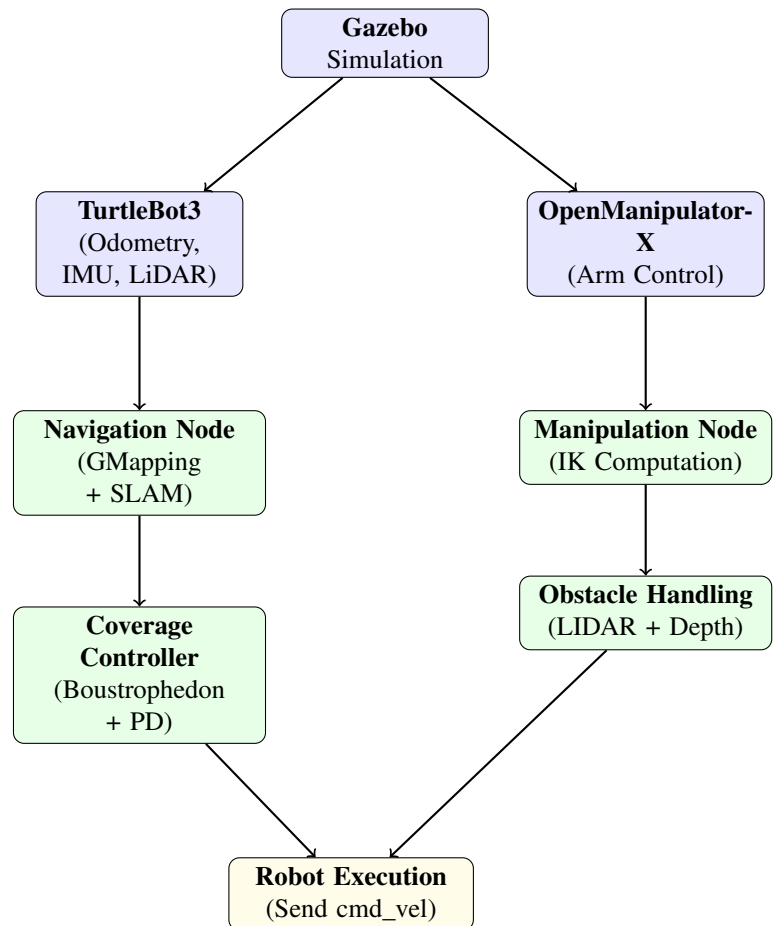 Gazebo
Simulation
TurtleBot3
(Odometry,
IMU, LiDAR)
OpenManipulator-
X
(Arm Control)
Navigation Node
(GMapping
+ SLAM)
Manipulation Node
(IK Computation)
Coverage
Controller
(Boustrophedon
+ PD)
Obstacle Handling
(LIDAR + Depth)
Robot Execution
(Send cmd_vel)